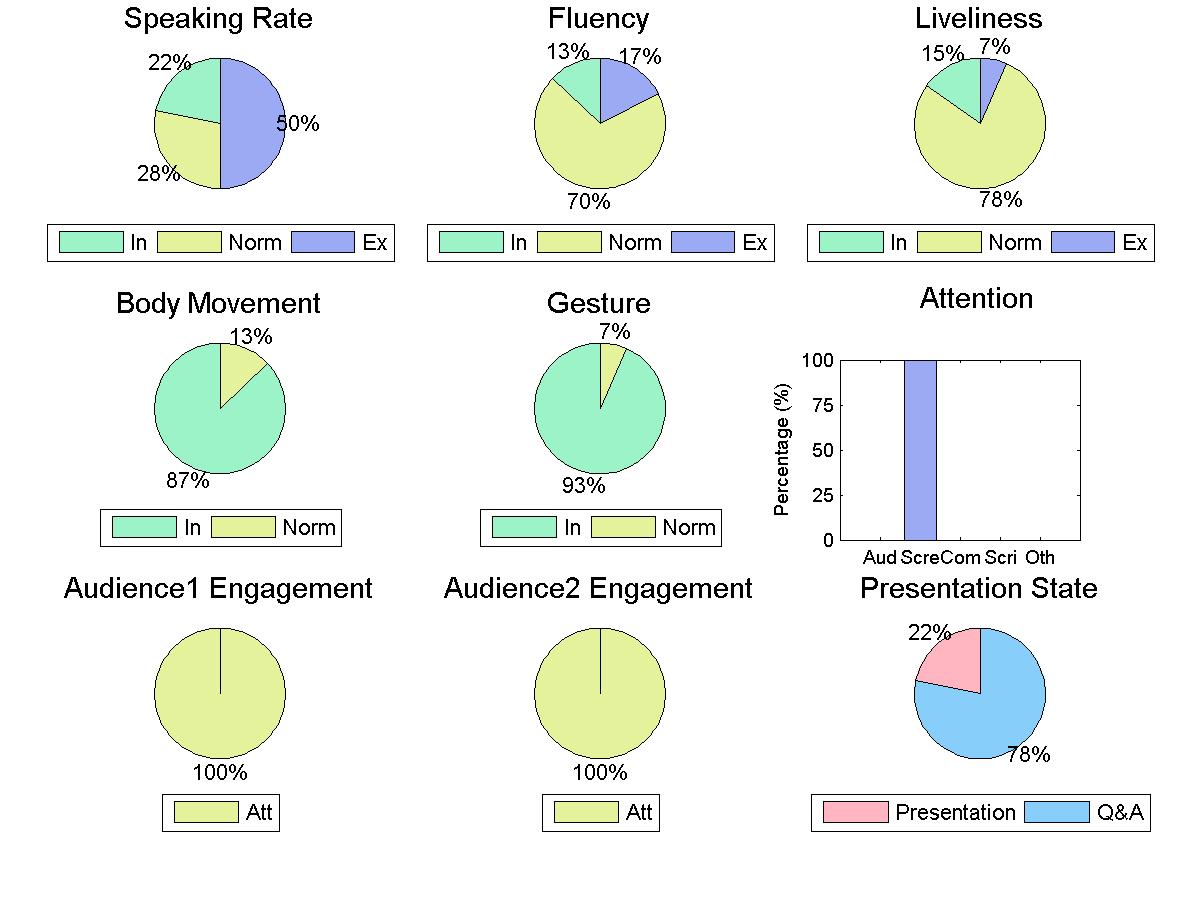 Speaking Rate
22%
50%
28%
In Norm Ex
Fluency
13% 17%
70%
In Norm Ex
Liveliness
15% 7%
78%
In Norm Ex
Body Movement
13%
87%
In Norm
Gesture
7%
93%
In Norm
Attention
Percentage (%)
100
75
50
25
0
Aud Scre Com Scri Oth
Audience1 Engagement
100%
Att
Audience2 Engagement
100%
Att
Presentation State
22%
78%
Presentation Q&A